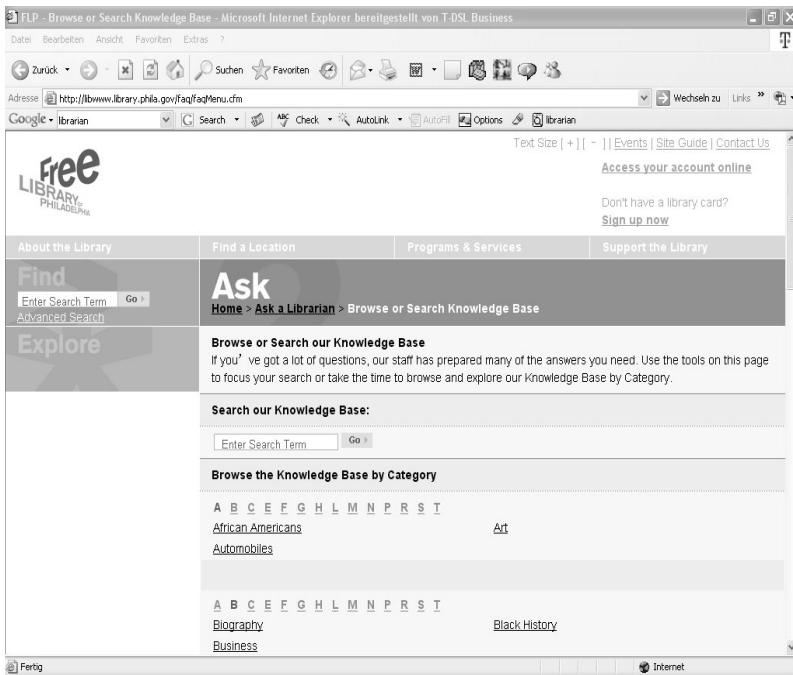 FLP - Browse or Search Knowledge Base - Microsoft Internet Explorer bereitgestellt von T-DSL Business
Datei Bearbeiten Ansicht Favoriten Extras ?
Zurück Suchen Favoriten
Adresse http://libwww.library.phila.gov/faq/faqMenu.cfm Wechseln zu Links »
Google librarian Search Check AutoLink AutoFill Options librarian
Text Size [ + ] [ - ] | Events | Site Guide | Contact Us
Free LIBRARY OF PHILADELPHIA
Access your account online
Don't have a library card?
Sign up now
About the Library Find a Location Programs & Services Support the Library
Find
Enter Search Term Go
Advanced Search
Explore
Ask
Home > Ask a Librarian > Browse or Search Knowledge Base
Browse or Search our Knowledge Base
If you' ve got a lot of questions, our staff has prepared many of the answers you need. Use the tools on this page
to focus your search or take the time to browse and explore our Knowledge Base by Category.
Search our Knowledge Base:
Enter Search Term Go
Browse the Knowledge Base by Category
A B C E F G H L M N P R S T
African Americans Art
Automobiles
A B C E F G H L M N P R S T
Biography Black History
Business
Fertig Internet